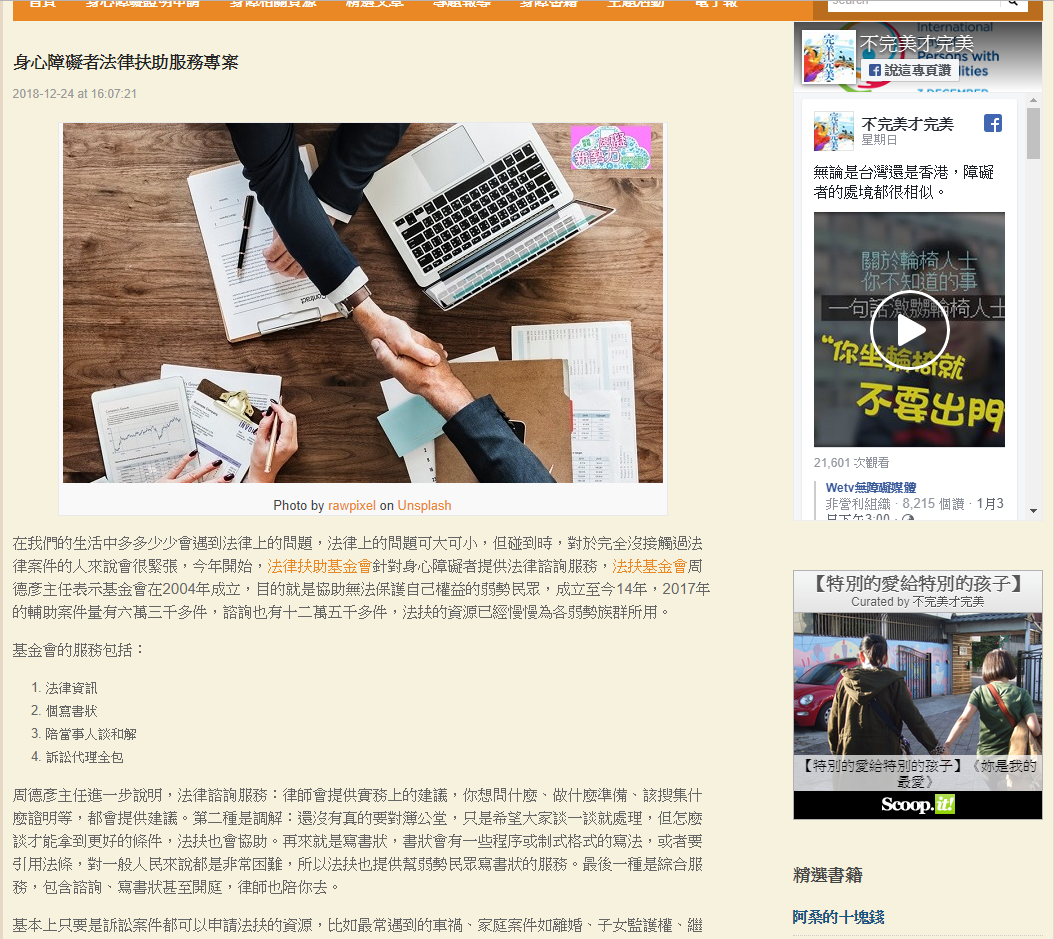 首頁 身心障礙證明申請 身障相關資源 精選文章 專題報導 身障書籍 主題活動 電子報
search
身心障礙者法律扶助服務專案
2018-12-24 at 16:07:21
Contract
INVOICE
Photo by rawpixel on Unsplash
在我們的生活中多多少少會遇到法律上的問題，法律上的問題可大可小，但碰到時，對於完全沒接觸過法
律案件的人來說會很緊張，今年開始，法律扶助基金會針對身心障礙者提供法律諮詢服務，法扶基金會周
德彥主任表示基金會在2004年成立，目的就是協助無法保護自己權益的弱勢民眾，成立至今14年，2017年
的輔助案件量有六萬三千多件，諮詢也有十二萬五千多件，法扶的資源已經慢慢為各弱勢族群所用。
基金會的服務包括：
1. 法律資訊
2. 個寫書狀
3. 陪當事人談和解
4. 訴訟代理全包
周德彥主任進一步說明，法律諮詢服務：律師會提供實務上的建議，你想問什麼、做什麼準備、該搜集什
麼證明等，都會提供建議。第二種是調解：還沒有真的要對簿公堂，只是希望大家談一談就處理，但怎麼
談才能拿到更好的條件，法扶也會協助。再來就是寫書狀，書狀會有一些程序或制式格式的寫法，或者要
引用法條，對一般人民來說都是非常困難，所以法扶也提供幫弱勢民眾寫書狀的服務。最後一種是綜合服
務，包含諮詢、寫書狀甚至開庭，律師也陪你去。
基本上只要是訴訟案件都可以申請法扶的資源，比如最常遇到的車禍、家庭案件如離婚、子女監護權、繼
International
Persons with
3 DECEMBER
不完美才完美
說這專頁讚
不完美才完美
星期日
無論是台灣還是香港，障礙
者的處境都很相似。
關於輪椅人士
你不知道的事
一句話激嬲輪椅人士
“你坐輪椅就
不要出門
21,601 次觀看
Wetv無障礙媒體
非營利組織 · 8,215 個讚 · 1月3
日下午3:00 ·
【特別的愛給特別的孩子】
Curated by 不完美才完美
【特別的愛給特別的孩子】《妳是我的
最愛》
Scoop.it!
精選書籍
阿桑的十塊錢